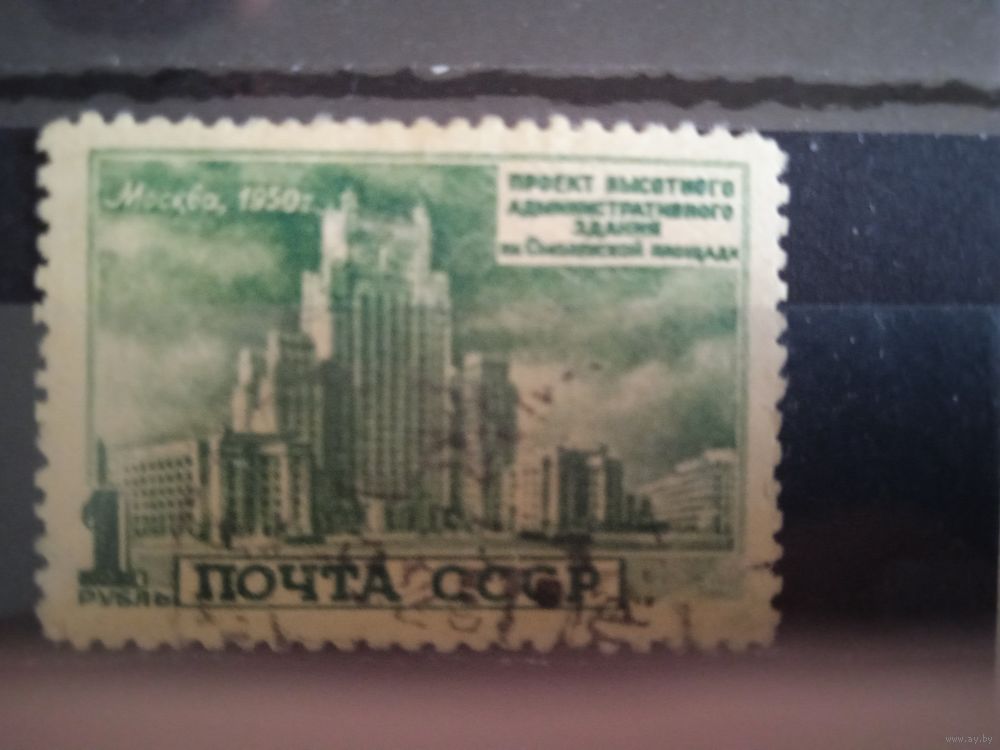 Москва, 1950г.
ПРОЕКТ ВЫСОТНОГО
АДМИНИСТРАТИВНОГО
ЗДАНИЯ
на Смоленской площади
1
РУБЛЬ
ПОЧТА СССР
www.ay.by